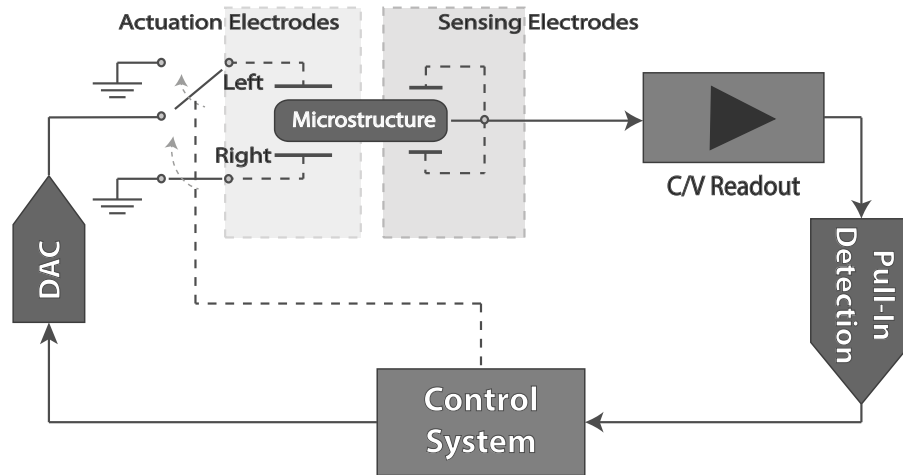 Actuation Electrodes
Sensing Electrodes
Left
Microstructure
Right
C/V Readout
DAC
Pull-In
Detection
Control
System